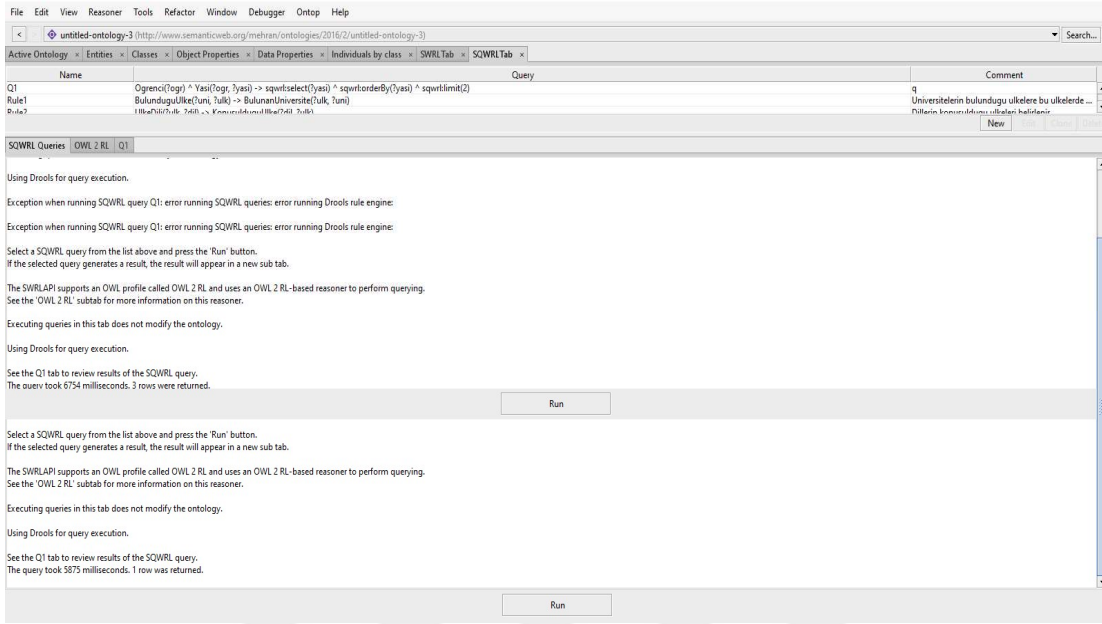 File Edit View Reasoner Tools Refactor Window Debugger Ontop Help
< > untitled-ontology-3 (http://www.semanticweb.org/mehran/ontologies/2016/2/untitled-ontology-3) Search...
Active Ontology × Entities × Classes × Object Properties × Data Properties × Individuals by class × SWRLTab × SQWRLTab ×
Name Query Comment
Q1 Ogrenci(?ogr) ^ Yasi(?ogr, ?yasi) -> sqwrl:select(?yasi) ^ sqwrl:orderBy(?yasi) ^ sqwrl:limit(2) q
Rule1 BulunduguUlke(?uni, ?ulk) -> BulunanUniversite(?ulk, ?uni) Universitelerin bulundugu ulkelere bu ulkelerde ...
Rule2 UlkeDili(?ulk, ?dil) -> KonusulduguUlke(?dil, ?ulk) Dillerin konusuldugu ulkeleri belirlenir
New Edit Clone
SQWRL Queries OWL 2 RL Q1
Using Drools for query execution.
Exception when running SQWRL query Q1: error running SQWRL queries: error running Drools rule engine:
Exception when running SQWRL query Q1: error running SQWRL queries: error running Drools rule engine:
Select a SQWRL query from the list above and press the 'Run' button.
If the selected query generates a result, the result will appear in a new sub tab.
The SWRLAPI supports an OWL profile called OWL 2 RL and uses an OWL 2 RL-based reasoner to perform querying.
See the 'OWL 2 RL' subtab for more information on this reasoner.
Executing queries in this tab does not modify the ontology.
Using Drools for query execution.
See the Q1 tab to review results of the SQWRL query.
The query took 6754 milliseconds. 3 rows were returned.
Run
Select a SQWRL query from the list above and press the 'Run' button.
If the selected query generates a result, the result will appear in a new sub tab.
The SWRLAPI supports an OWL profile called OWL 2 RL and uses an OWL 2 RL-based reasoner to perform querying.
See the 'OWL 2 RL' subtab for more information on this reasoner.
Executing queries in this tab does not modify the ontology.
Using Drools for query execution.
See the Q1 tab to review results of the SQWRL query.
The query took 5875 milliseconds. 1 row was returned.
Run